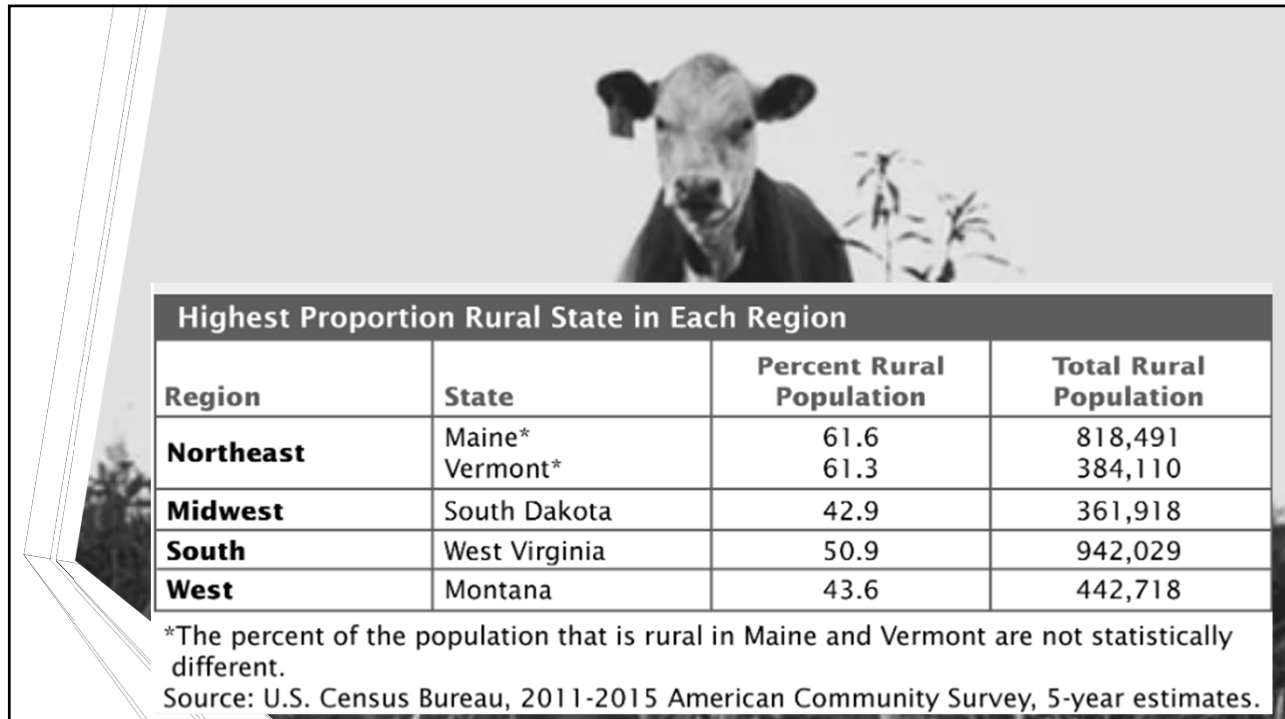 Highest Proportion Rural State in Each Region
Region State Percent Rural Population Total Rural Population
Northeast Maine* 61.6 818,491
Vermont* 61.3 384,110
Midwest South Dakota 42.9 361,918
South West Virginia 50.9 942,029
West Montana 43.6 442,718
*The percent of the population that is rural in Maine and Vermont are not statistically
different.
Source: U.S. Census Bureau, 2011-2015 American Community Survey, 5-year estimates.